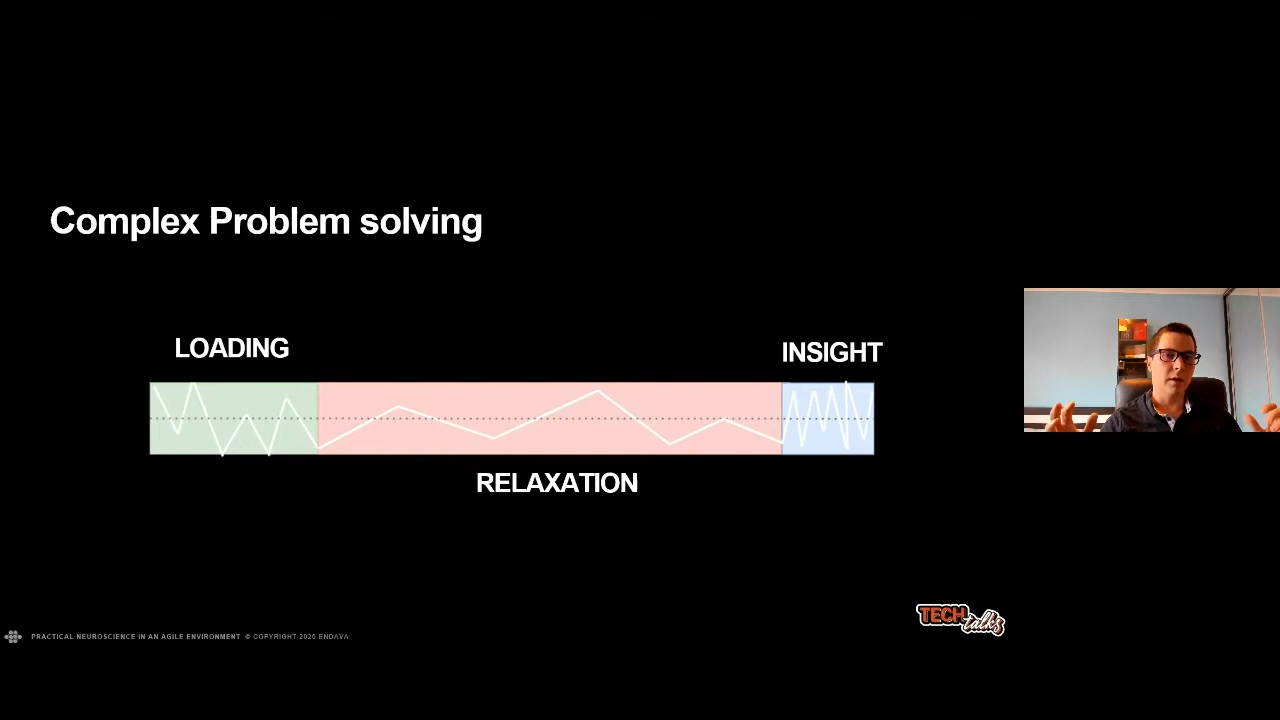 Complex Problem solving
LOADING
INSIGHT
RELAXATION
TECH
talks
PRACTICAL NEUROSCIENCE IN AN AGILE ENVIRONMENT © COPYRIGHT 2020 ENDAVA